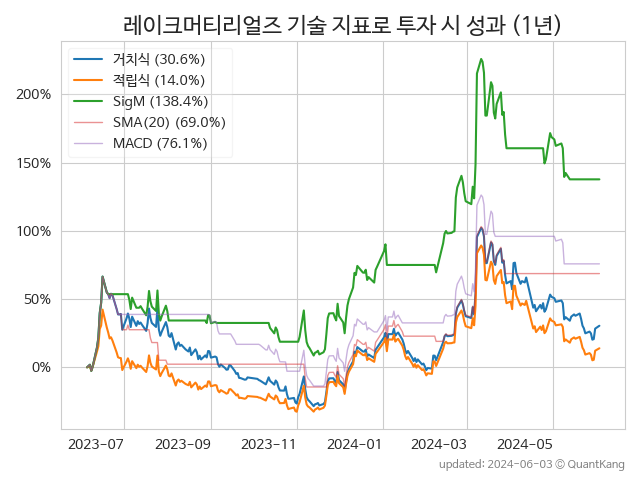 레이크머티리얼즈 기술 지표로 투자 시 성과 (1년)
거치식 (30.6%)
적립식 (14.0%)
SigM (138.4%)
SMA(20) (69.0%)
MACD (76.1%)
200%
150%
100%
50%
0%
2023-07 2023-09 2023-11 2024-01 2024-03 2024-05
updated: 2024-06-03 © QuantKang